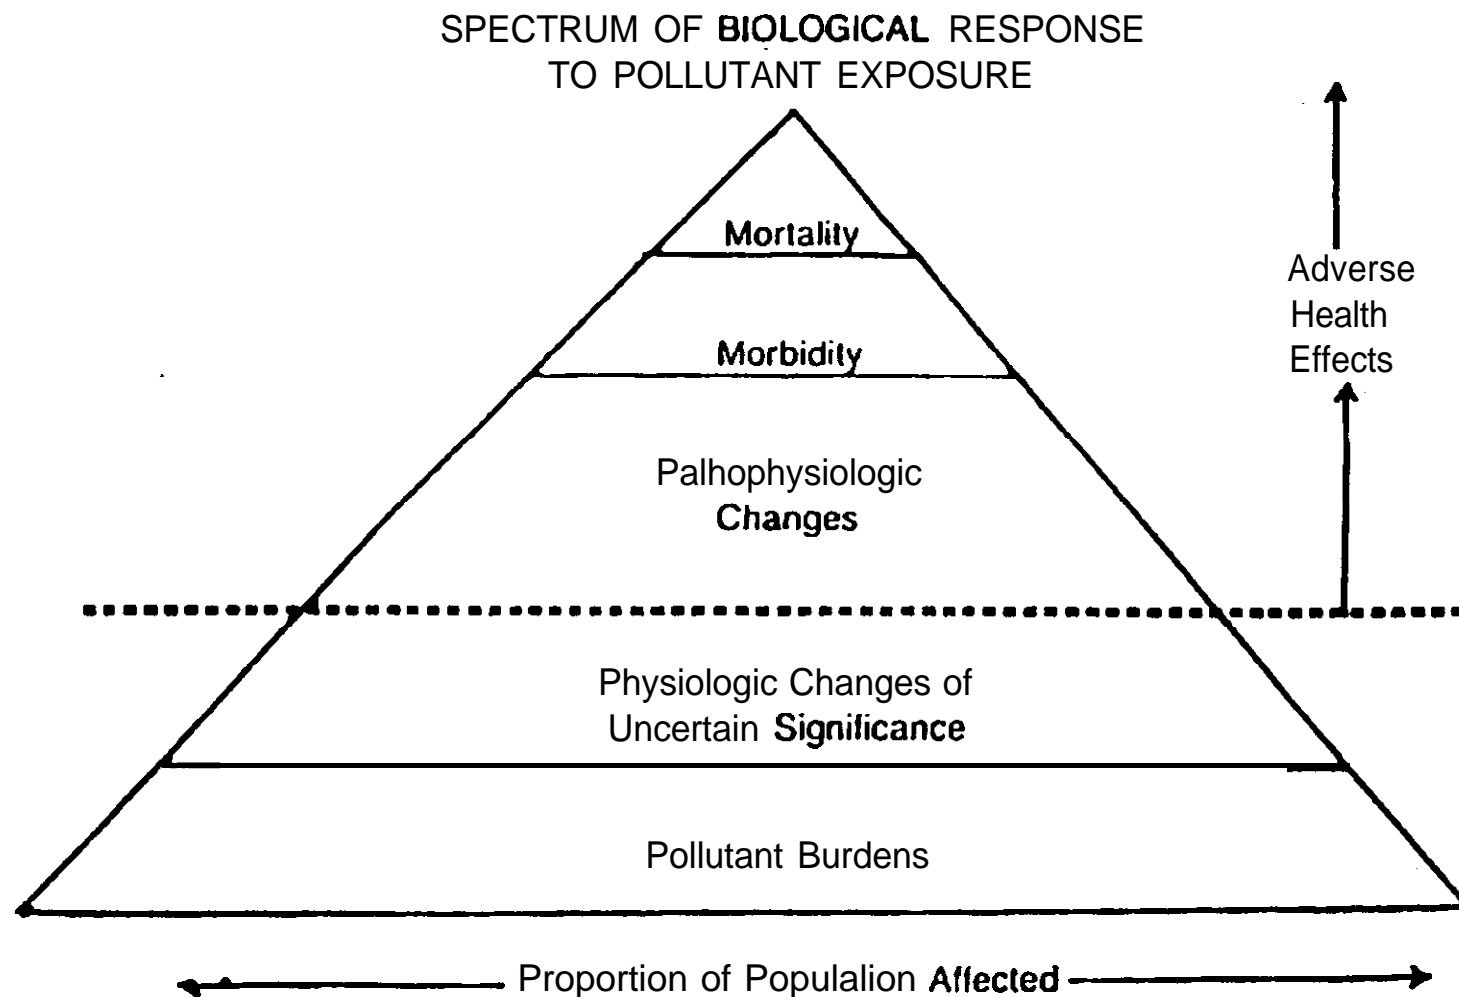 SPECTRUM OF BIOLOGICAL RESPONSE
TO POLLUTANT EXPOSURE
Mortality
Morbidity
Palhophysiologic
Changes
Physiologic Changes of
Uncertain Significance
Pollutant Burdens
Adverse
Health
Effects
Proportion of Populalion Affected